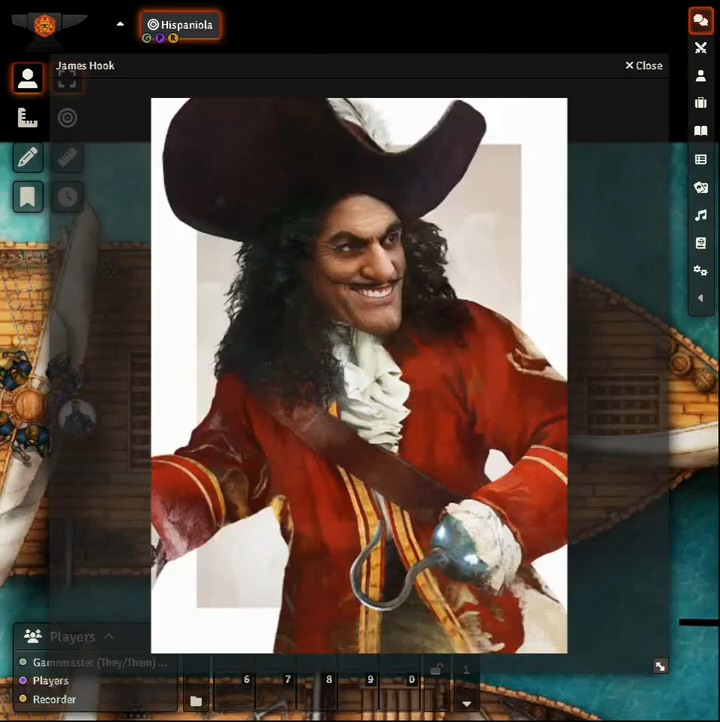 Hispaniola
G P R
James Hook
Close
Players
Gamemaster (They/Them) ...
Players
Recorder
6 7 8 9 0 1